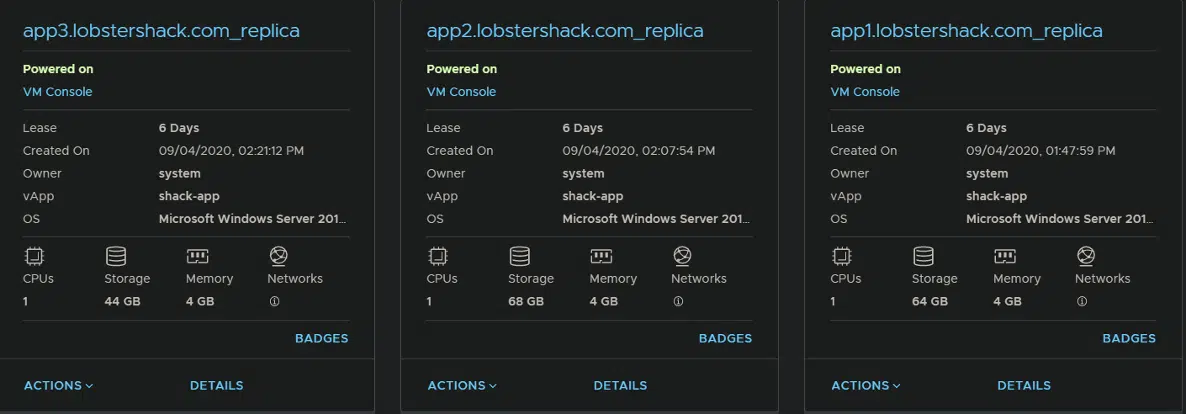 app3.lobstershack.com_replica
Powered on
VM Console
Lease 6 Days
Created On 09/04/2020, 02:21:12 PM
Owner system
vApp shack-app
OS Microsoft Windows Server 201...
CPUs Storage Memory Networks
1 44 GB 4 GB
BADGES
ACTIONS DETAILS
app2.lobstershack.com_replica
Powered on
VM Console
Lease 6 Days
Created On 09/04/2020, 02:07:54 PM
Owner system
vApp shack-app
OS Microsoft Windows Server 201...
CPUs Storage Memory Networks
1 68 GB 4 GB
BADGES
ACTIONS DETAILS
app1.lobstershack.com_replica
Powered on
VM Console
Lease 6 Days
Created On 09/04/2020, 01:47:59 PM
Owner system
vApp shack-app
OS Microsoft Windows Server 201...
CPUs Storage Memory Networks
1 64 GB 4 GB
BADGES
ACTIONS DETAILS